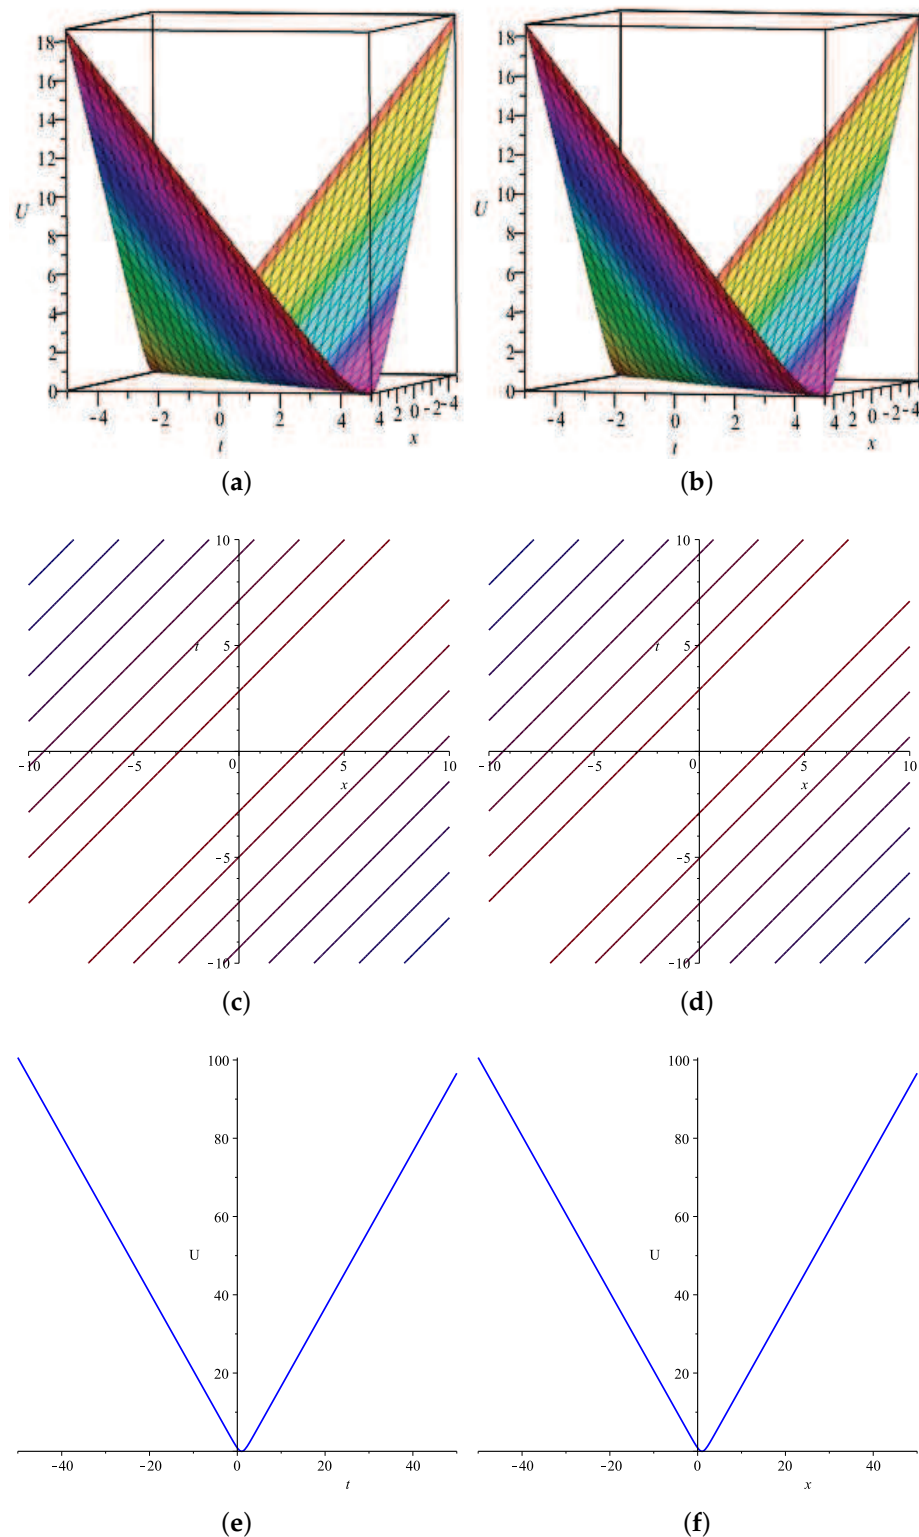 18 18
16 16
14 14
12 12
10 10
U 8 U 8
6 6
4 4
2 2
0 0
-4 -2 0 2 4 4 2 0 -2 -4 -4 -2 0 2 4 4 2 0 -2 -4
t x t x
(a) (b)
10 10
t 5 t 5
-10 -5 0 5 10 -10 -5 0 5 10
x x
-5 -5
-10 -10
(c) (d)
100 100
80 80
60 60
U U
40 40
20 20
-40 -20 0 20 40 -40 -20 0 20 40
t x
(e) (f)